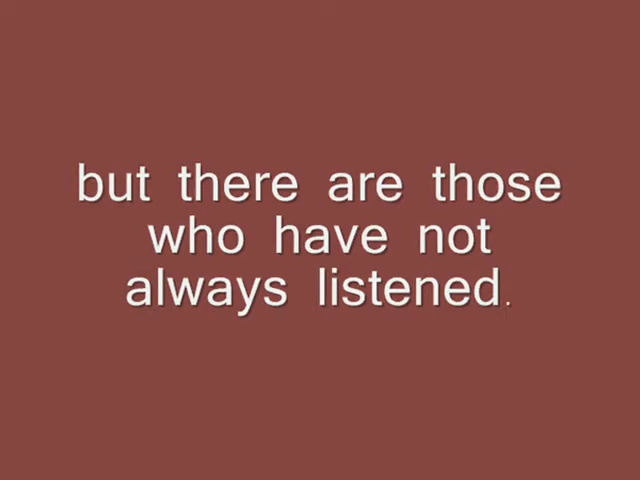 but there are those
who have not
always listened.